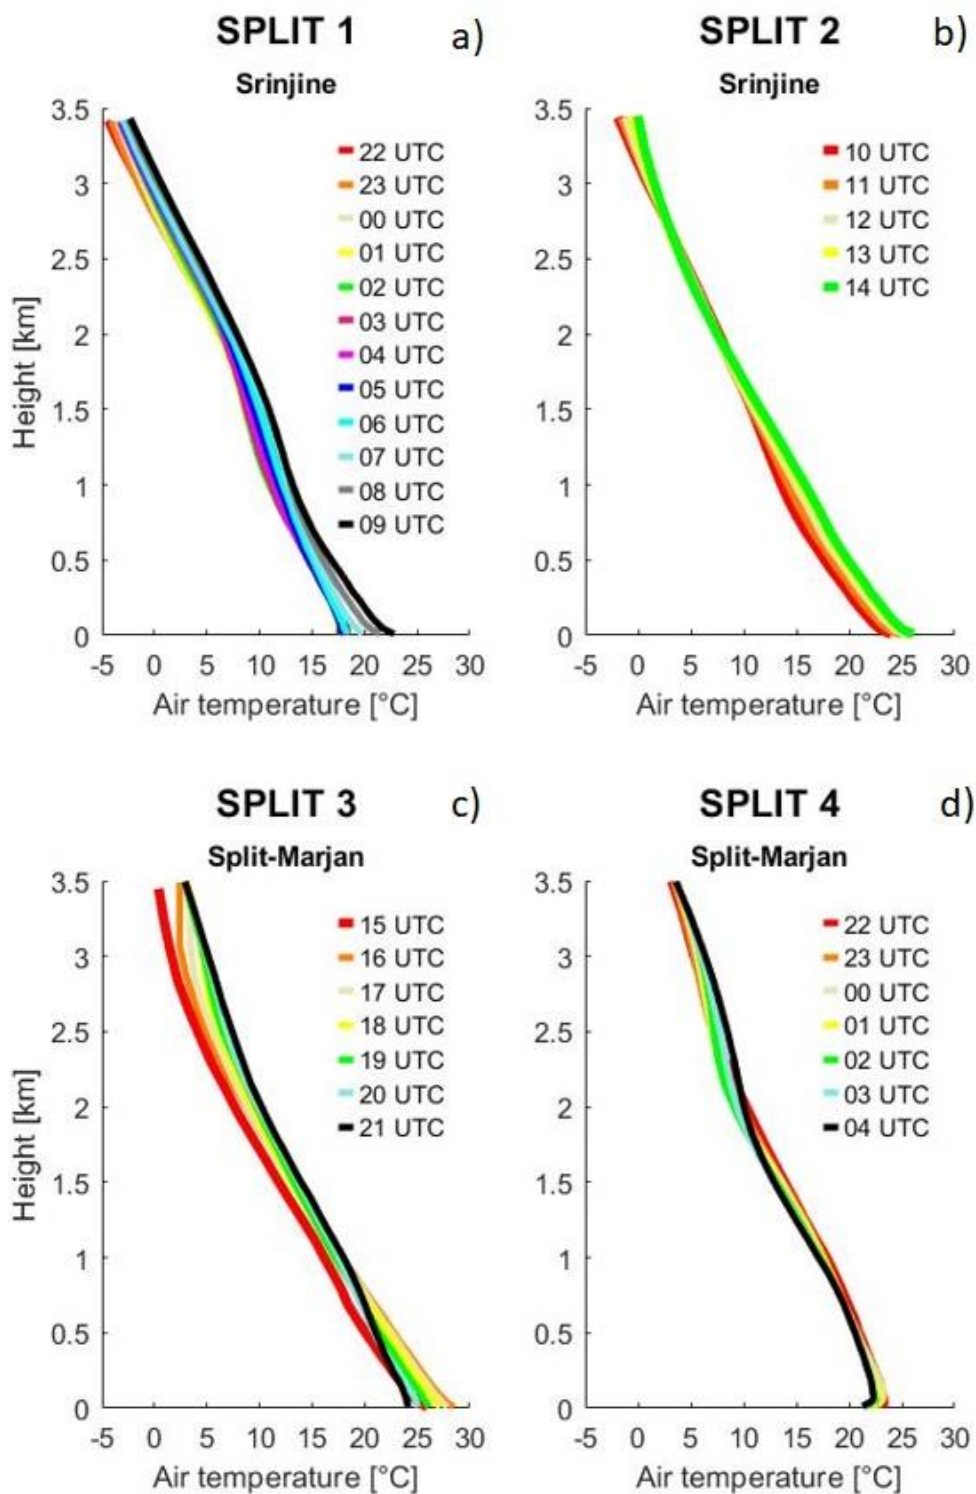 SPLIT 1
a)
Srinjine
3.5
3
2.5
2
1.5
1
0.5
0
Height [km]
22 UTC
23 UTC
00 UTC
01 UTC
02 UTC
03 UTC
04 UTC
05 UTC
06 UTC
07 UTC
08 UTC
09 UTC
-5 0 5 10 15 20 25 30
Air temperature [°C]
SPLIT 2
b)
Srinjine
3.5
3
2.5
2
1.5
1
0.5
0
10 UTC
11 UTC
12 UTC
13 UTC
14 UTC
-5 0 5 10 15 20 25 30
Air temperature [°C]
SPLIT 3
c)
Split-Marjan
3.5
3
2.5
2
1.5
1
0.5
0
Height [km]
15 UTC
16 UTC
17 UTC
18 UTC
19 UTC
20 UTC
21 UTC
-5 0 5 10 15 20 25 30
Air temperature [°C]
SPLIT 4
d)
Split-Marjan
3.5
3
2.5
2
1.5
1
0.5
0
22 UTC
23 UTC
00 UTC
01 UTC
02 UTC
03 UTC
04 UTC
-5 0 5 10 15 20 25 30
Air temperature [°C]